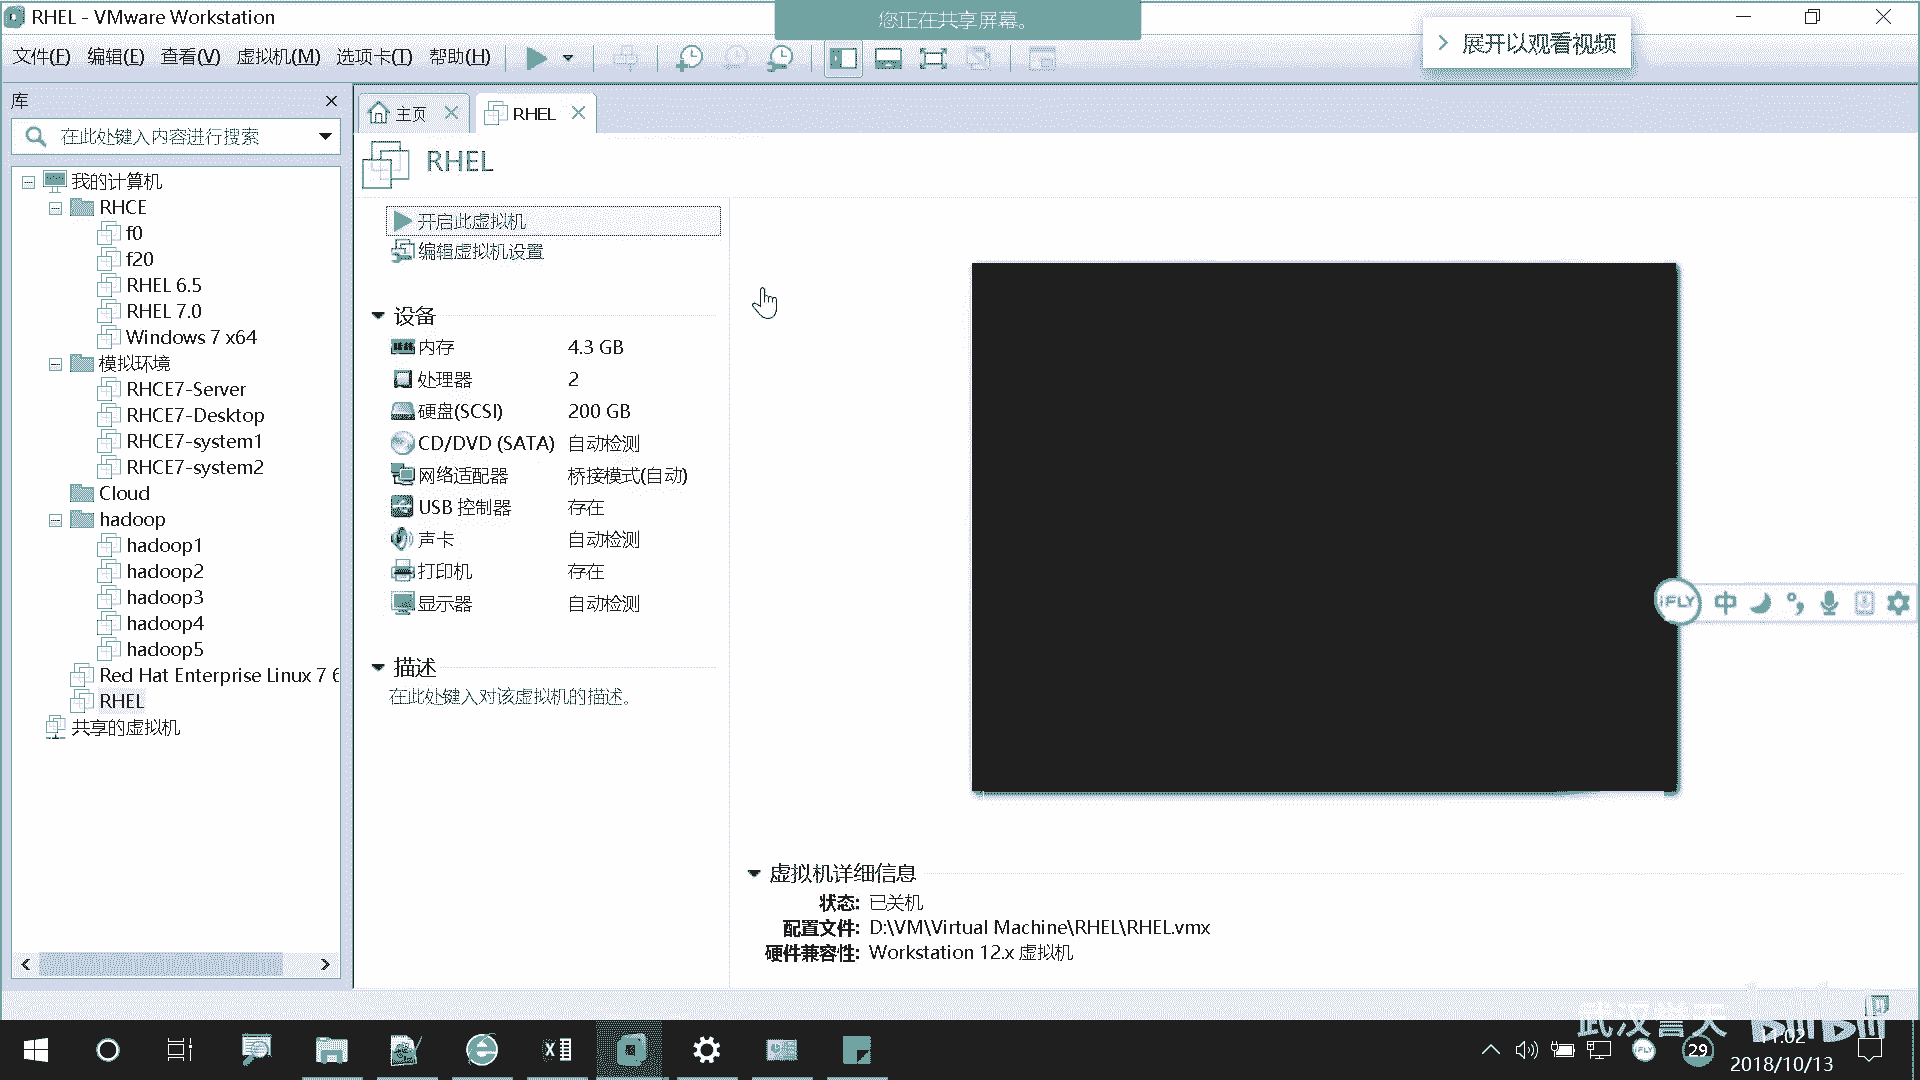 RHEL - VMware Workstation
您正在共享屏幕。
展开以观看视频
文件(F) 编辑(E) 查看(V) 虚拟机(M) 选项卡(T) 帮助(H)
库
在此处键入内容进行搜索
我的计算机
RHCE
f0
f20
RHEL 6.5
RHEL 7.0
Windows 7 x64
模拟环境
RHCE7-Server
RHCE7-Desktop
RHCE7-system1
RHCE7-system2
Cloud
hadoop
hadoop1
hadoop2
hadoop3
hadoop4
hadoop5
Red Hat Enterprise Linux 7 6
RHEL
共享的虚拟机
主页
RHEL
RHEL
开启此虚拟机
编辑虚拟机设置
设备
内存 4.3 GB
处理器 2
硬盘(SCSI) 200 GB
CD/DVD (SATA) 自动检测
网络适配器 桥接模式(自动)
USB 控制器 存在
声卡 自动检测
打印机 存在
显示器 自动检测
描述
在此处键入对该虚拟机的描述。
iFLY 中
虚拟机详细信息
状态: 已关机
配置文件: D:\VM\Virtual Machine\RHEL\RHEL.vmx
硬件兼容性: Workstation 12.x 虚拟机
武汉誉天
bilibili
29
11:02
2018/10/13